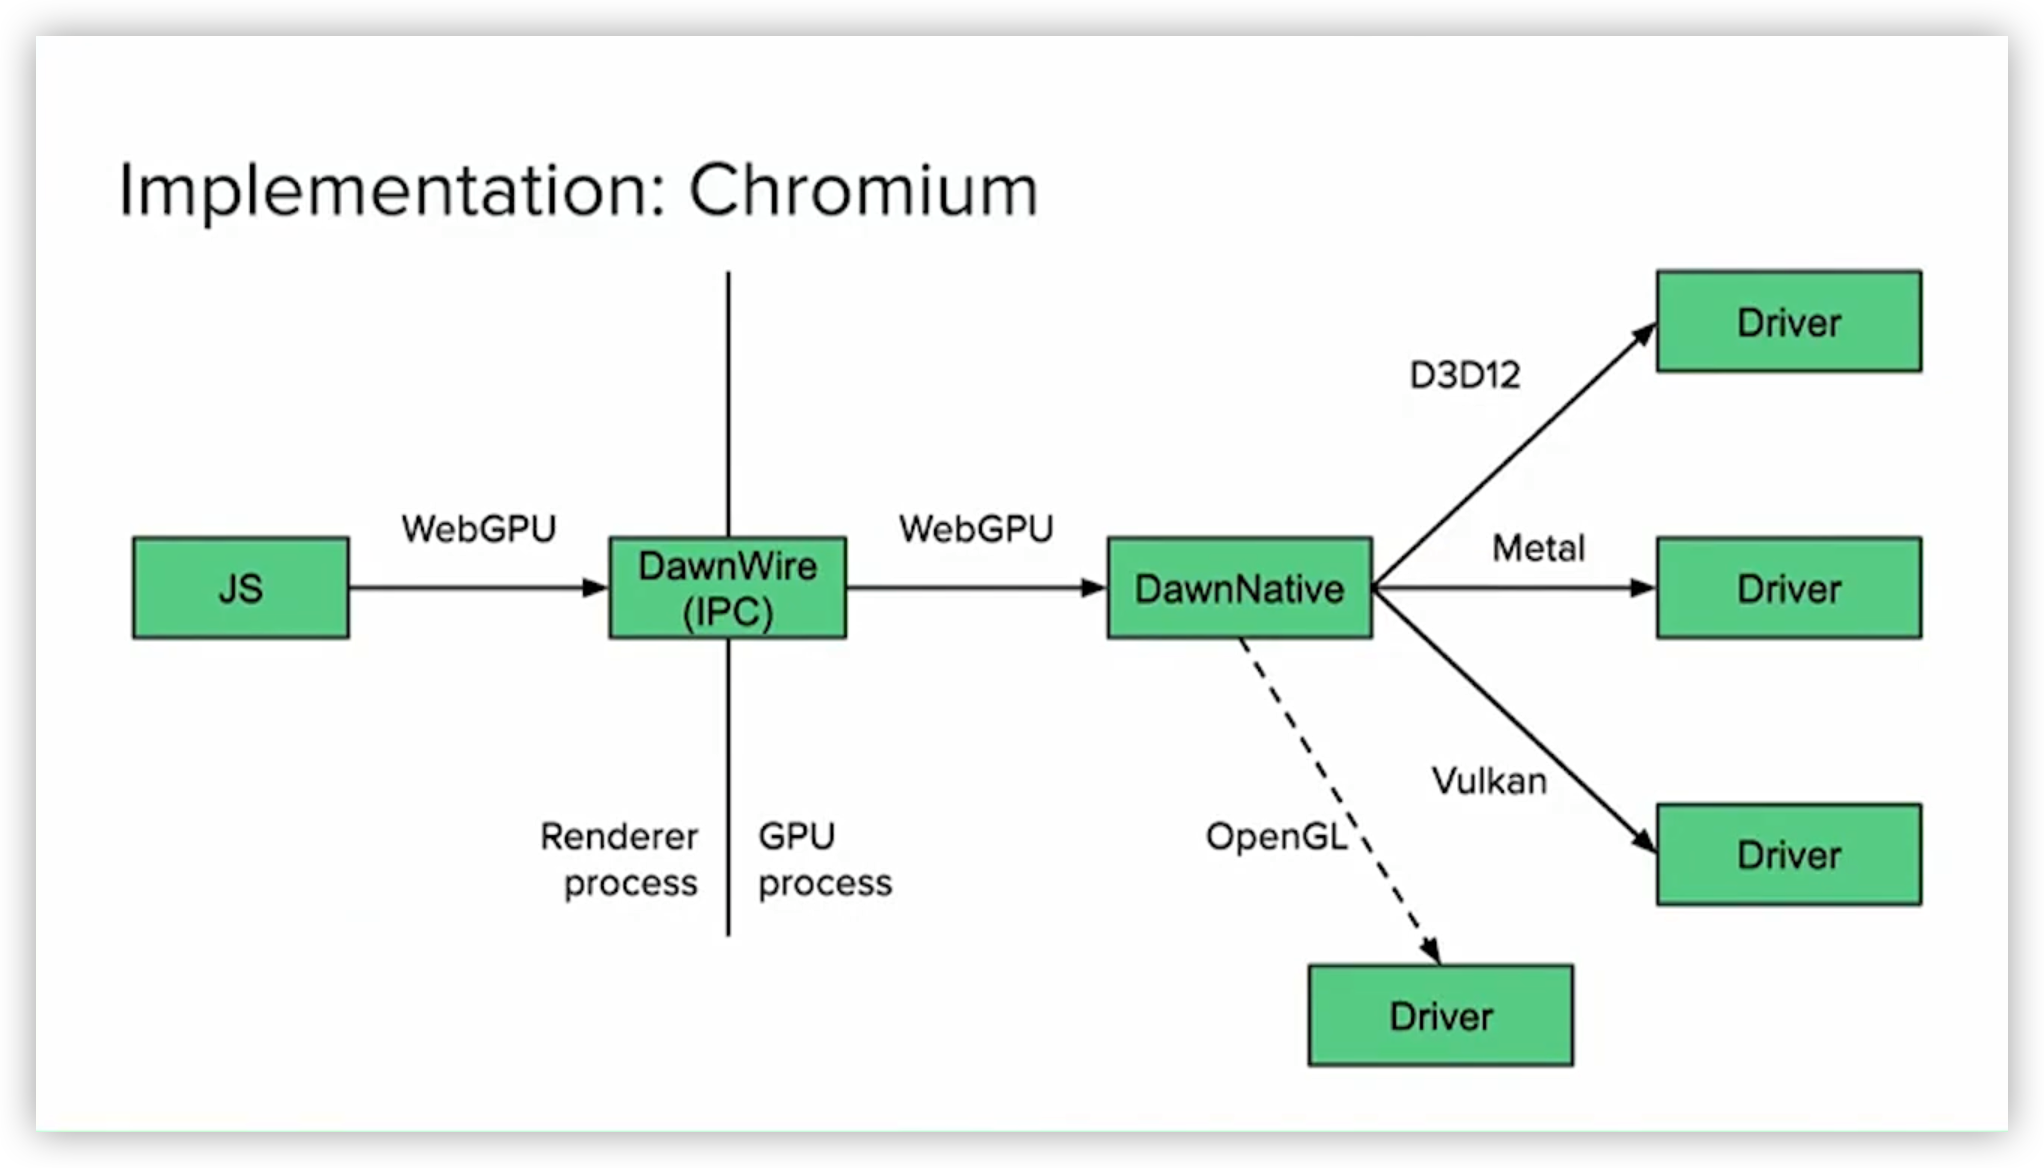 Implementation: Chromium
JS
WebGPU
DawnWire
(IPC)
WebGPU
DawnNative
D3D12
Driver
Metal
Driver
Vulkan
Driver
OpenGL
Driver
Renderer
process
GPU
process